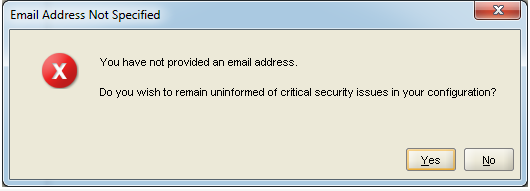 Email Address Not Specified
You have not provided an email address.
Do you wish to remain uninformed of critical security issues in your configuration?
Yes
No